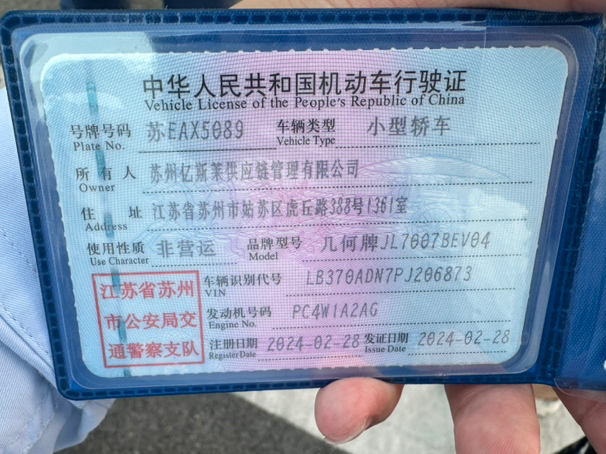 中华人民共和国机动车行驶证
Vehicle License of the People's Republic of China
号牌号码 苏EAX5089 车辆类型 小型轿车
Plate No. Vehicle Type
所有人 苏州亿斯莱供应链管理有限公司
Owner
住址 江苏省苏州市姑苏区虎丘路388号1361室
Address
使用性质 非营运 品牌型号 几何牌JL7007BEV04
Use Character Model
江苏省苏州
市公安局交
通警察支队
车辆识别代号 LB370ADN7PJ206873
VIN
发动机号码 PC4W1A2AG
Engine No.
注册日期 2024-02-28 发证日期 2024-02-28
Register Date Issue Date